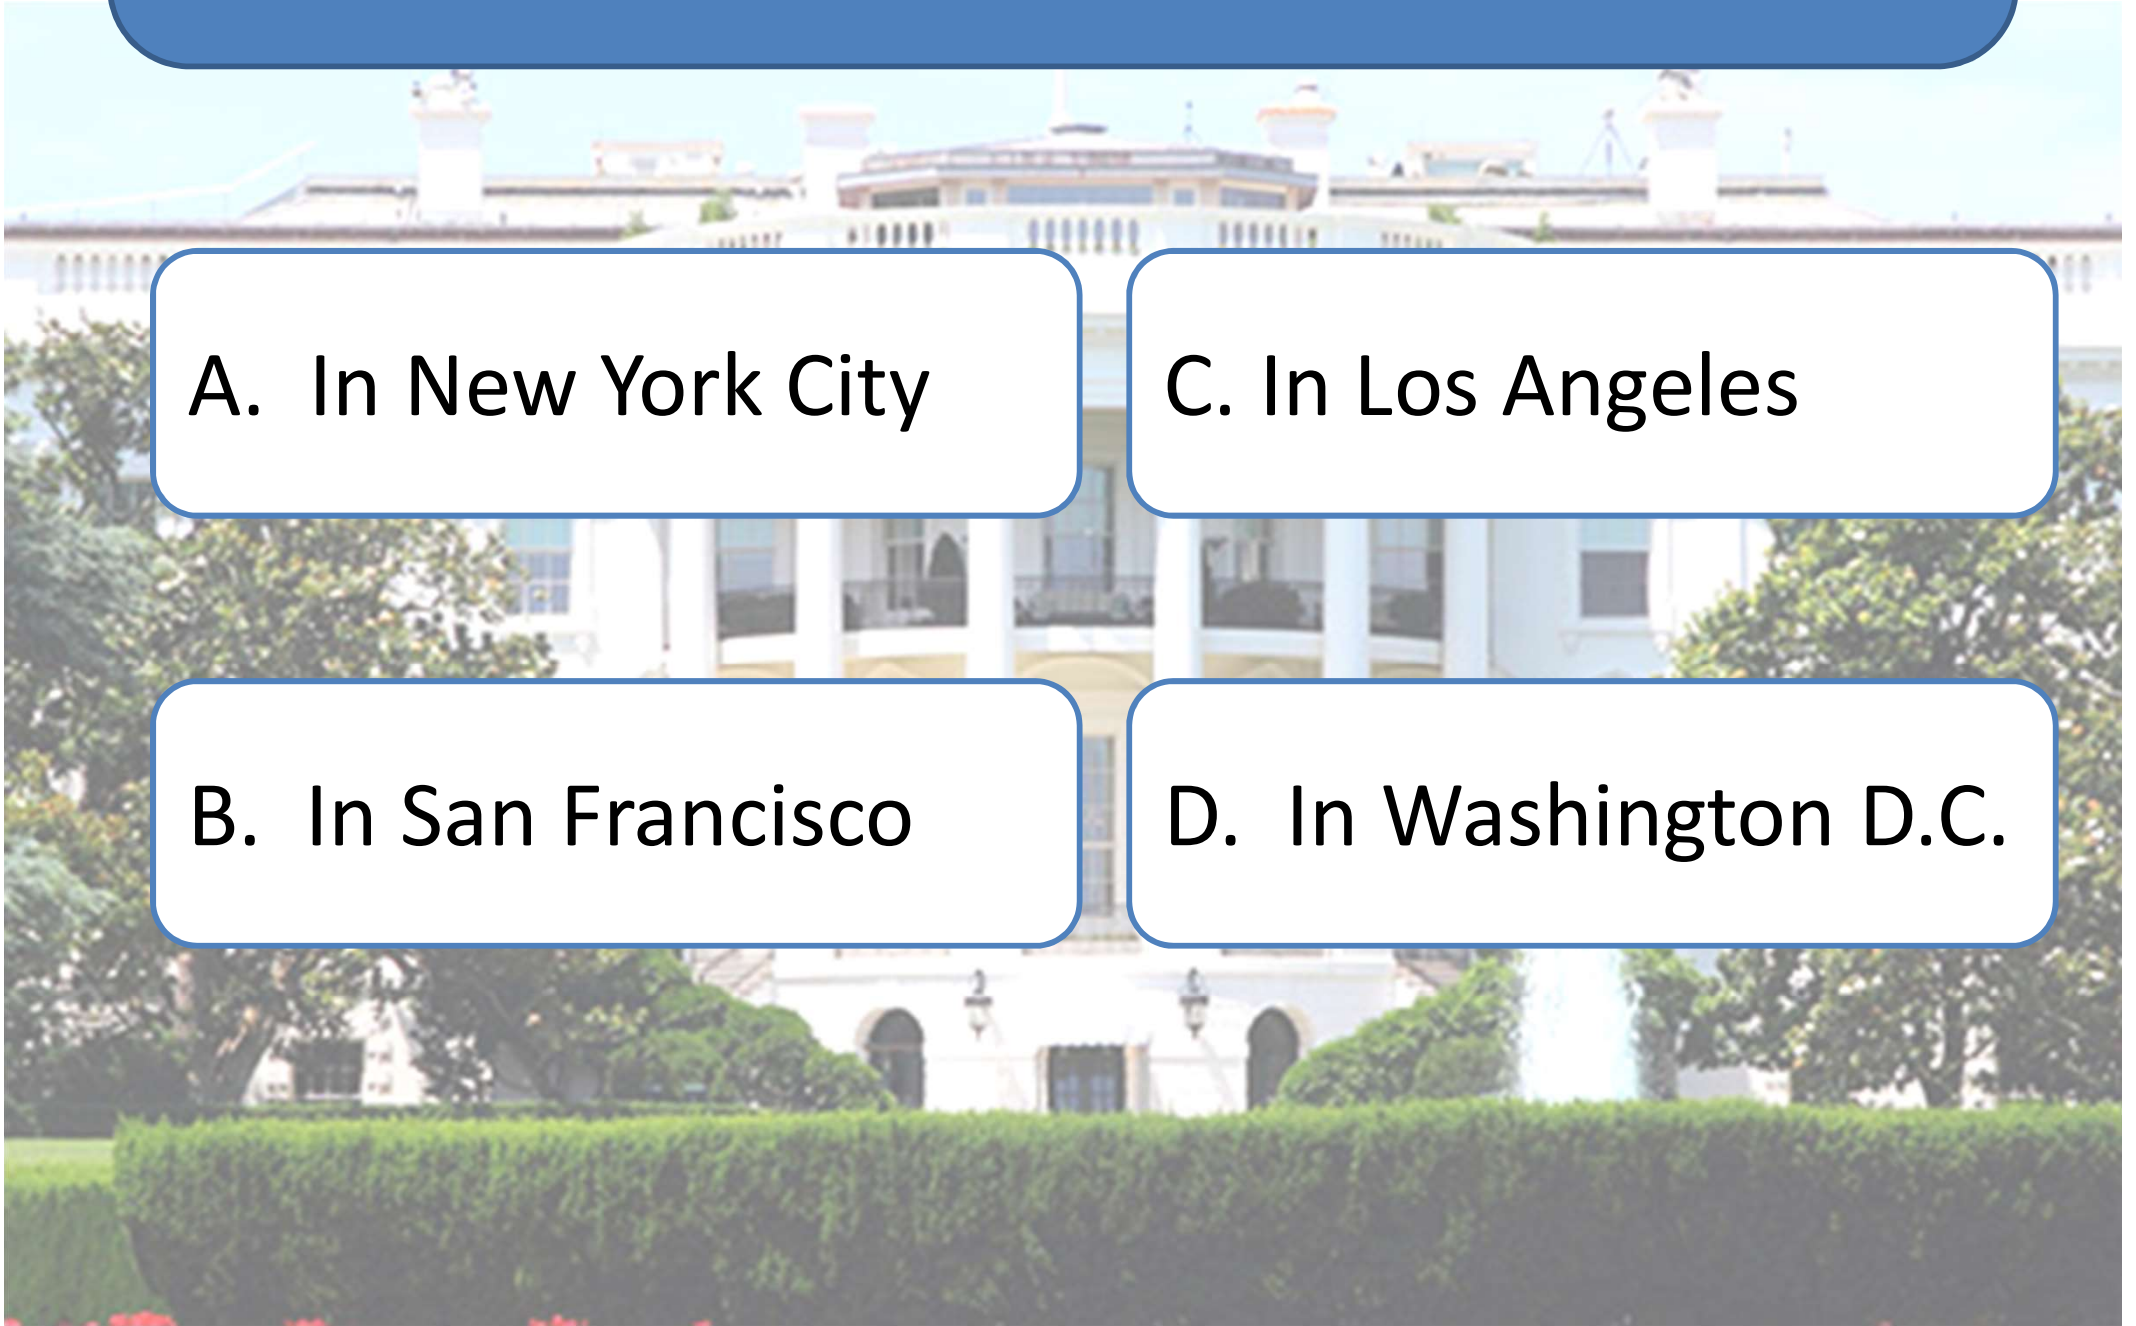 A.  In New York City
C. In Los Angeles
B.  In San Francisco
D.  In Washington D.C.